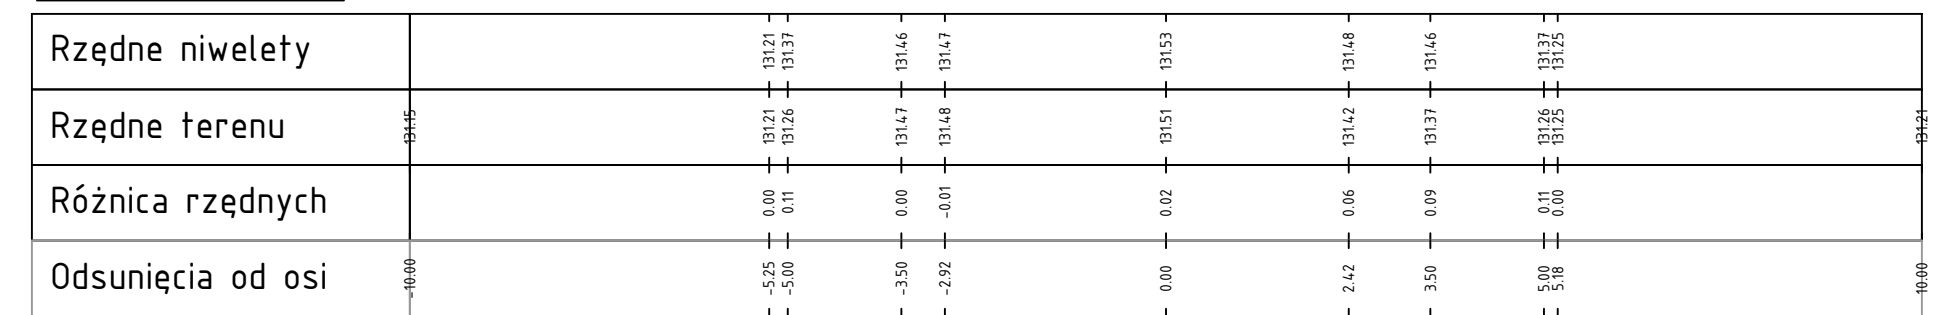 Rzędne niwelety 131.21 131.37 131.46 131.47 131.53 131.48 131.46 131.37 131.25
Rzędne terenu 131.15 131.21 131.26 131.47 131.48 131.51 131.42 131.37 131.26 131.25 131.21
Różnica rzędnych 0.00 0.11 0.00 -0.01 0.02 0.06 0.09 0.11 0.00
Odsunięcia od osi -10.00 -5.25 -5.00 -3.50 -2.92 0.00 2.42 3.50 5.00 5.18 10.00